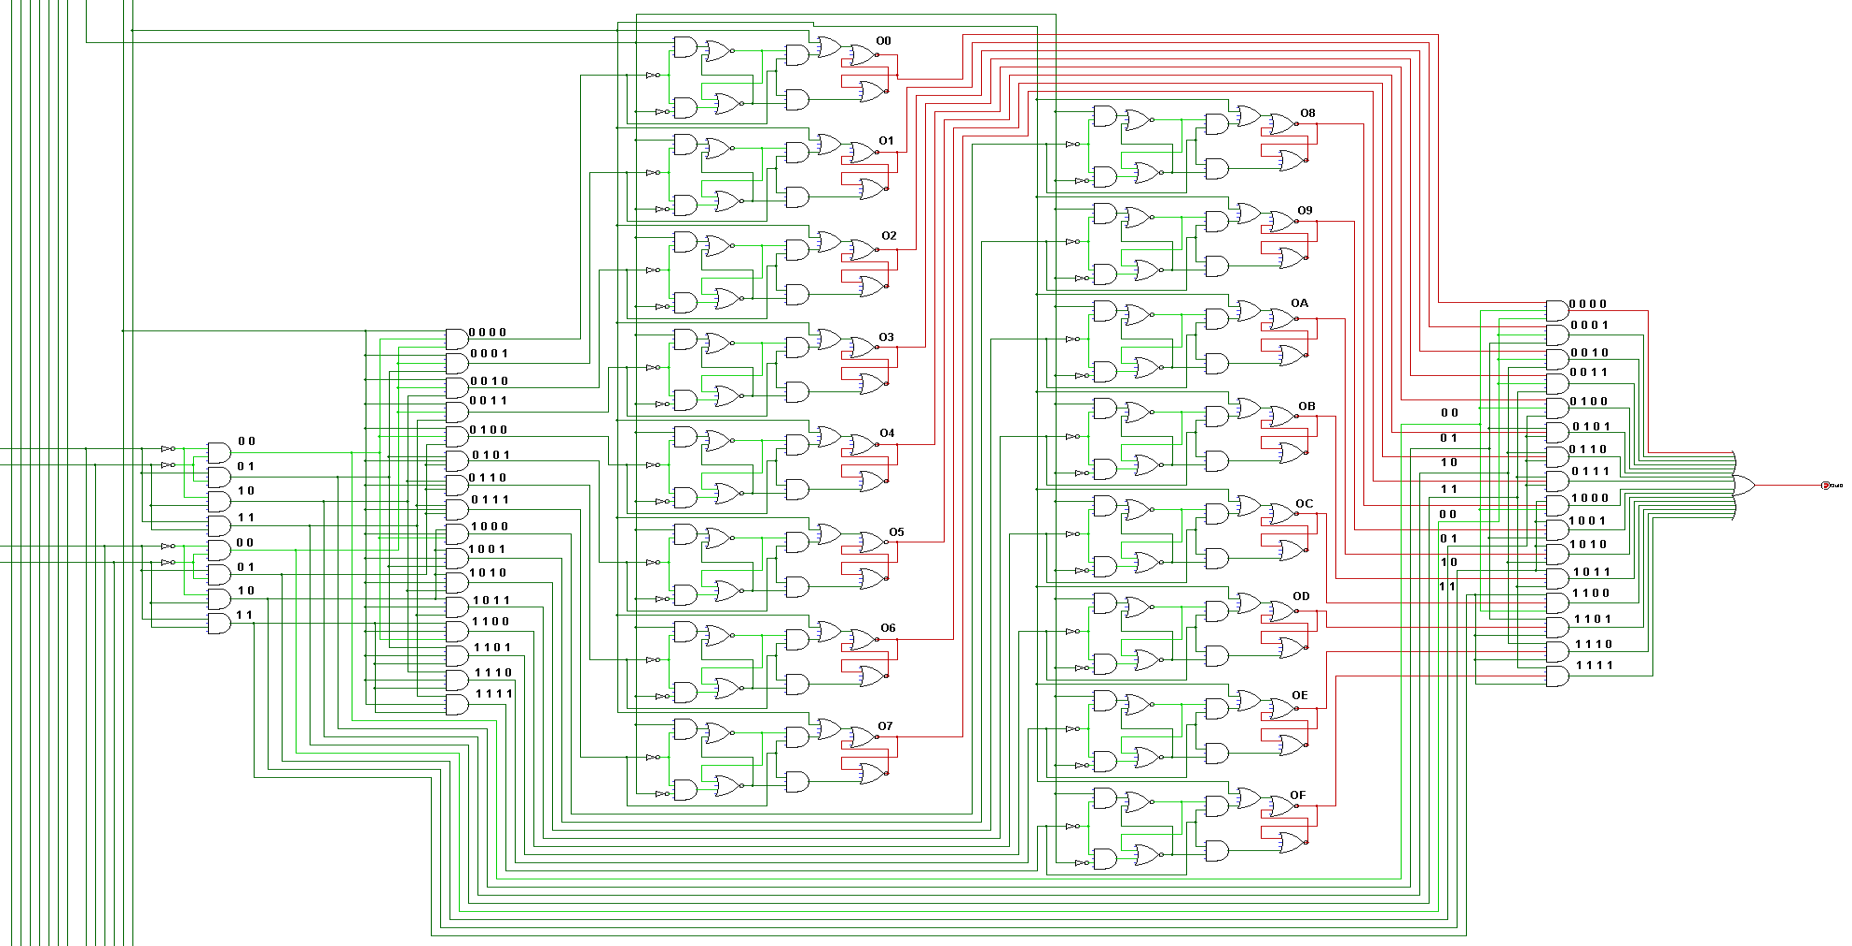 O0
O1
O2
O3
O4
O5
O6
O7
O8
O9
OA
OB
OC
OD
OE
OF
0 0
0 1
1 0
1 1
0 0
0 1
1 0
1 1
0 0 0 0
0 0 0 1
0 0 1 0
0 0 1 1
0 1 0 0
0 1 0 1
0 1 1 0
0 1 1 1
1 0 0 0
1 0 0 1
1 0 1 0
1 0 1 1
1 1 0 0
1 1 0 1
1 1 1 0
1 1 1 1
0 0
0 1
1 0
1 1
0 0
0 1
1 0
1 1
0 0 0 0
0 0 0 1
0 0 1 0
0 0 1 1
0 1 0 0
0 1 0 1
0 1 1 0
0 1 1 1
1 0 0 0
1 0 0 1
1 0 1 0
1 0 1 1
1 1 0 0
1 1 0 1
1 1 1 0
1 1 1 1